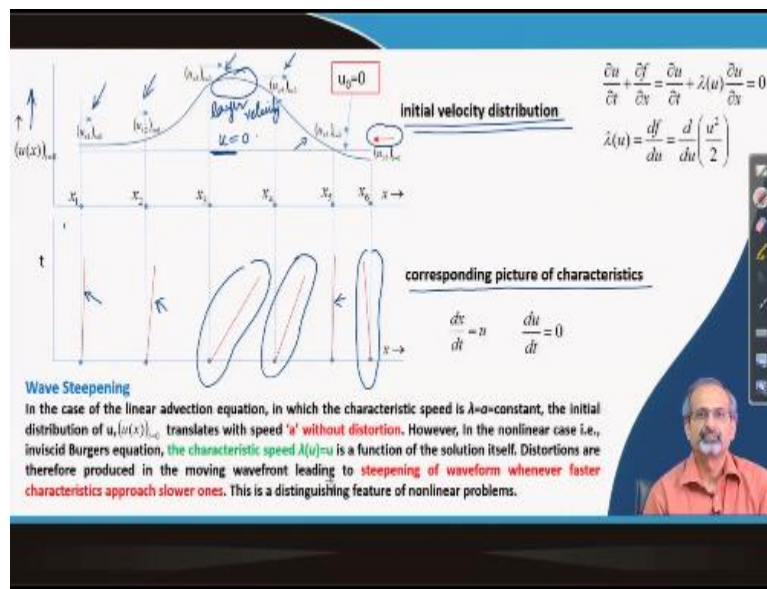 u₀=0
larger velocity
u = 0
initial velocity distribution
(u(x))ₜ₌₀
x₁ x₂ x₃ x₄ x₅ x₆ x→
∂u/∂t + ∂f/∂x = ∂u/∂t + λ(u) ∂u/∂x = 0
λ(u) = df/du = d/du (u²/2)
t
corresponding picture of characteristics
dx/dt = u du/dt = 0
x→
Wave Steepening
In the case of the linear advection equation, in which the characteristic speed is λ=a=constant, the initial
distribution of u, (u(x))ₜ₌₀ translates with speed 'a' without distortion. However, In the nonlinear case i.e.,
inviscid Burgers equation, the characteristic speed λ(u)=u is a function of the solution itself. Distortions are
therefore produced in the moving wavefront leading to steepening of waveform whenever faster
characteristics approach slower ones. This is a distinguishing feature of nonlinear problems.